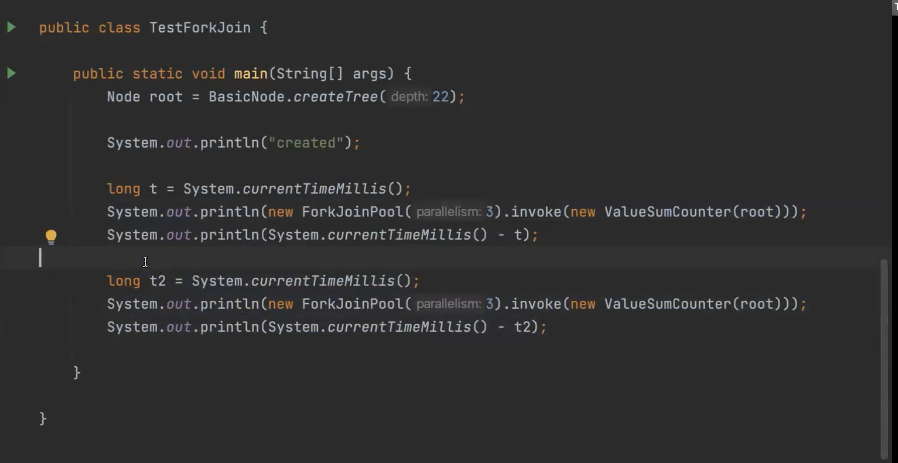 public class TestForkJoin {
public static void main(String[] args) {
Node root = BasicNode.createTree( depth: 22);
System.out.println("created");
long t = System.currentTimeMillis();
System.out.println(new ForkJoinPool( parallelism: 3).invoke(new ValueSumCounter(root)));
System.out.println(System.currentTimeMillis() - t);
long t2 = System.currentTimeMillis();
System.out.println(new ForkJoinPool( parallelism: 3).invoke(new ValueSumCounter(root)));
System.out.println(System.currentTimeMillis() - t2);
}
}